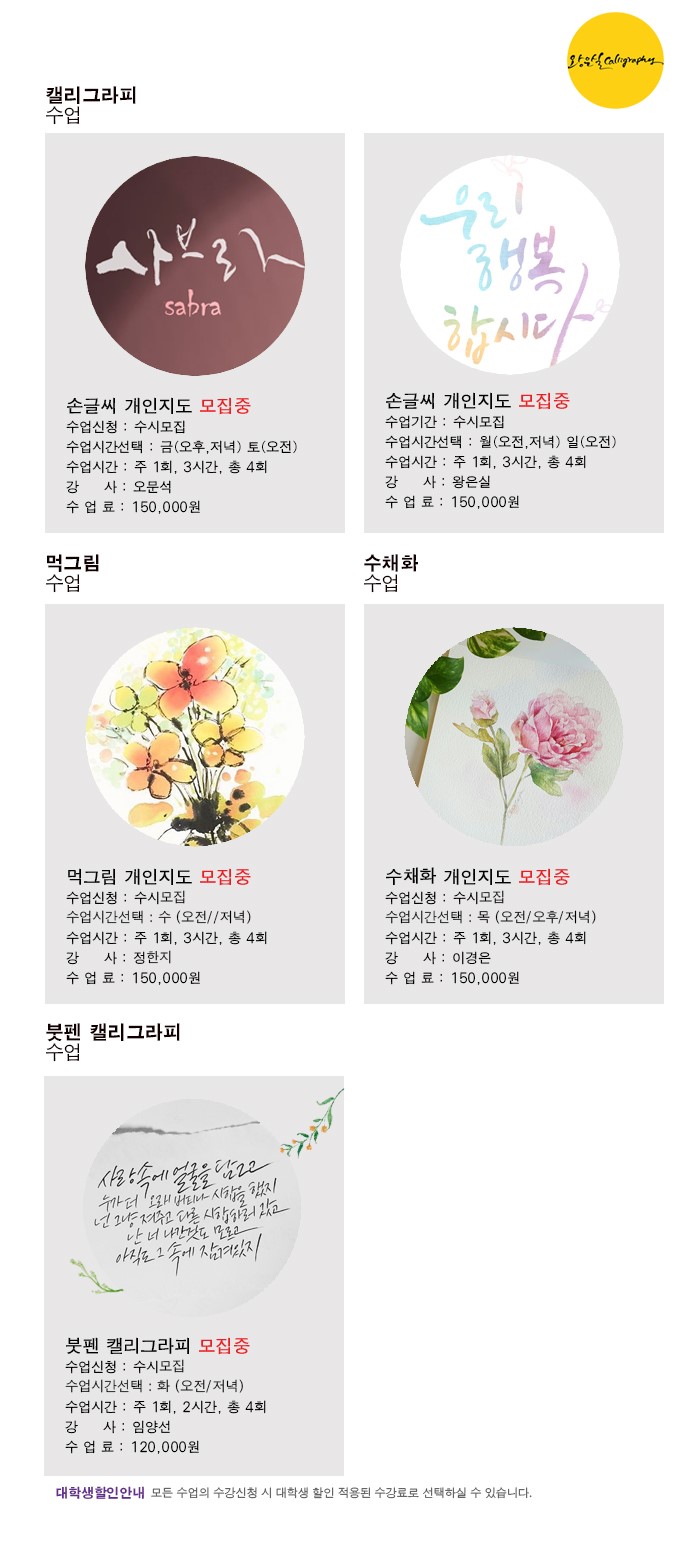 왕은실Calligraphy
캘리그라피
수업
사브라
sabra
손글씨 개인지도 모집중
수업신청 : 수시모집
수업시간선택 : 금(오후,저녁) 토(오전)
수업시간 : 주 1회, 3시간, 총 4회
강 사 : 오문석
수 업 료 : 150,000원
우리
행복
합시다
손글씨 개인지도 모집중
수업기간 : 수시모집
수업시간선택 : 월(오전,저녁) 일(오전)
수업시간 : 주 1회, 3시간, 총 4회
강 사 : 왕은실
수 업 료 : 150,000원
먹그림
수업
먹그림 개인지도 모집중
수업신청 : 수시모집
수업시간선택 : 수 (오전//저녁)
수업시간 : 주 1회, 3시간, 총 4회
강 사 : 정한지
수 업 료 : 150,000원
수채화
수업
수채화 개인지도 모집중
수업신청 : 수시모집
수업시간선택 : 목 (오전/오후/저녁)
수업시간 : 주 1회, 3시간, 총 4회
강 사 : 이경은
수 업 료 : 150,000원
붓펜 캘리그라피
수업
사랑속에 얼굴을 담그고
누가 더 오래 버티나 시합을 했지
넌 그냥 져주고 다른 시합하러 갔고
난 너 나간것도 모르고
아직도 그 속에 잠겨있지
붓펜 캘리그라피 모집중
수업신청 : 수시모집
수업시간선택 : 화 (오전/저녁)
수업시간 : 주 1회, 2시간, 총 4회
강 사 : 임양선
수 업 료 : 120,000원
대학생할인안내 모든 수업의 수강신청 시 대학생 할인 적용된 수강료로 선택하실 수 있습니다.